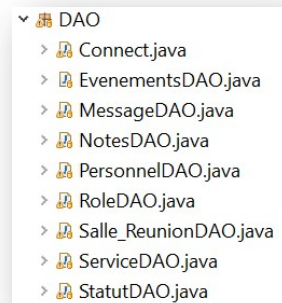 DAO
Connect.java
EvenementsDAO.java
MessageDAO.java
NotesDAO.java
PersonnelDAO.java
RoleDAO.java
Salle_ReunionDAO.java
ServiceDAO.java
StatutDAO.java